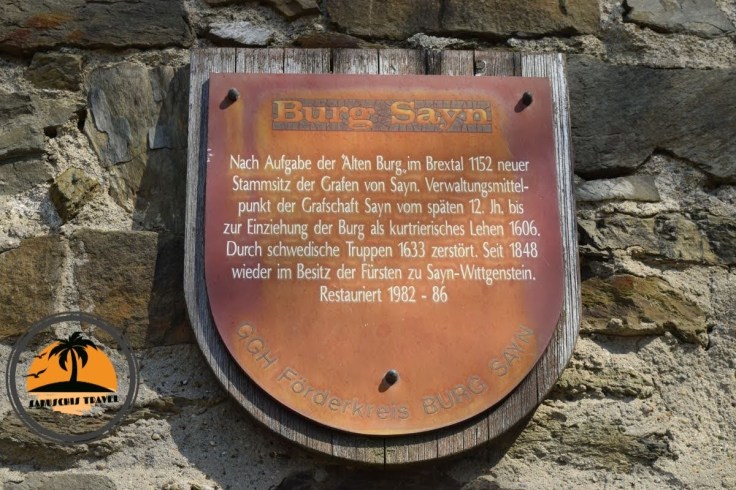 Burg Sayn
Nach Aufgabe der "Alten Burg" im Brextal 1152 neuer
Stammsitz der Grafen von Sayn. Verwaltungsmittel-
punkt der Grafschaft Sayn vom späten 12. Jh. bis
zur Einziehung der Burg als kurtrierisches Lehen 1606.
Durch schwedische Truppen 1633 zerstört. Seit 1848
wieder im Besitz der Fürsten zu Sayn-Wittgenstein.
Restauriert 1982 - 86
GGH Förderkreis BURG SAYN
SABUSCHIS TRAVEL